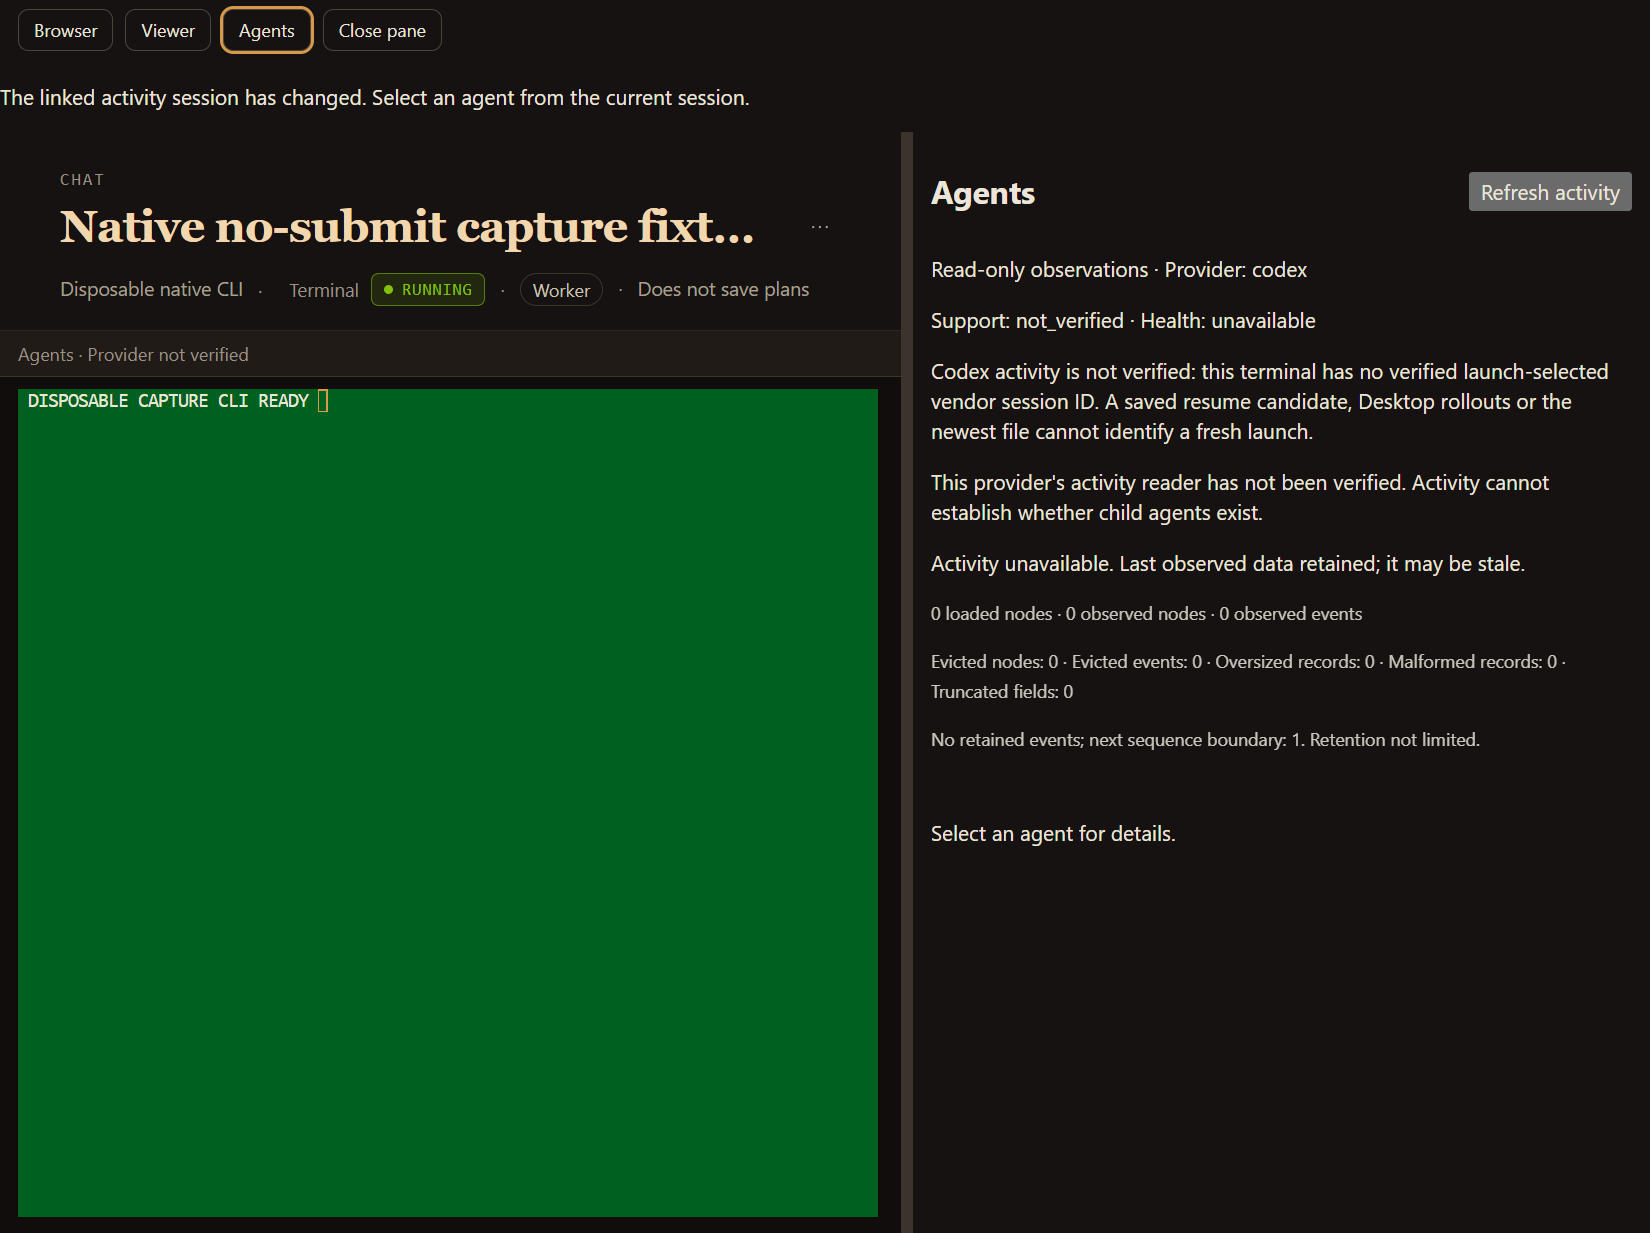 Browser
Viewer
Agents
Close pane
The linked activity session has changed. Select an agent from the current session.
CHAT
Native no-submit capture fixt...
...
Disposable native CLI · Terminal RUNNING · Worker · Does not save plans
Agents · Provider not verified
DISPOSABLE CAPTURE CLI READY
Agents
Refresh activity
Read-only observations · Provider: codex
Support: not_verified · Health: unavailable
Codex activity is not verified: this terminal has no verified launch-selected
vendor session ID. A saved resume candidate, Desktop rollouts or the
newest file cannot identify a fresh launch.
This provider's activity reader has not been verified. Activity cannot
establish whether child agents exist.
Activity unavailable. Last observed data retained; it may be stale.
0 loaded nodes · 0 observed nodes · 0 observed events
Evicted nodes: 0 · Evicted events: 0 · Oversized records: 0 · Malformed records: 0 ·
Truncated fields: 0
No retained events; next sequence boundary: 1. Retention not limited.
Select an agent for details.